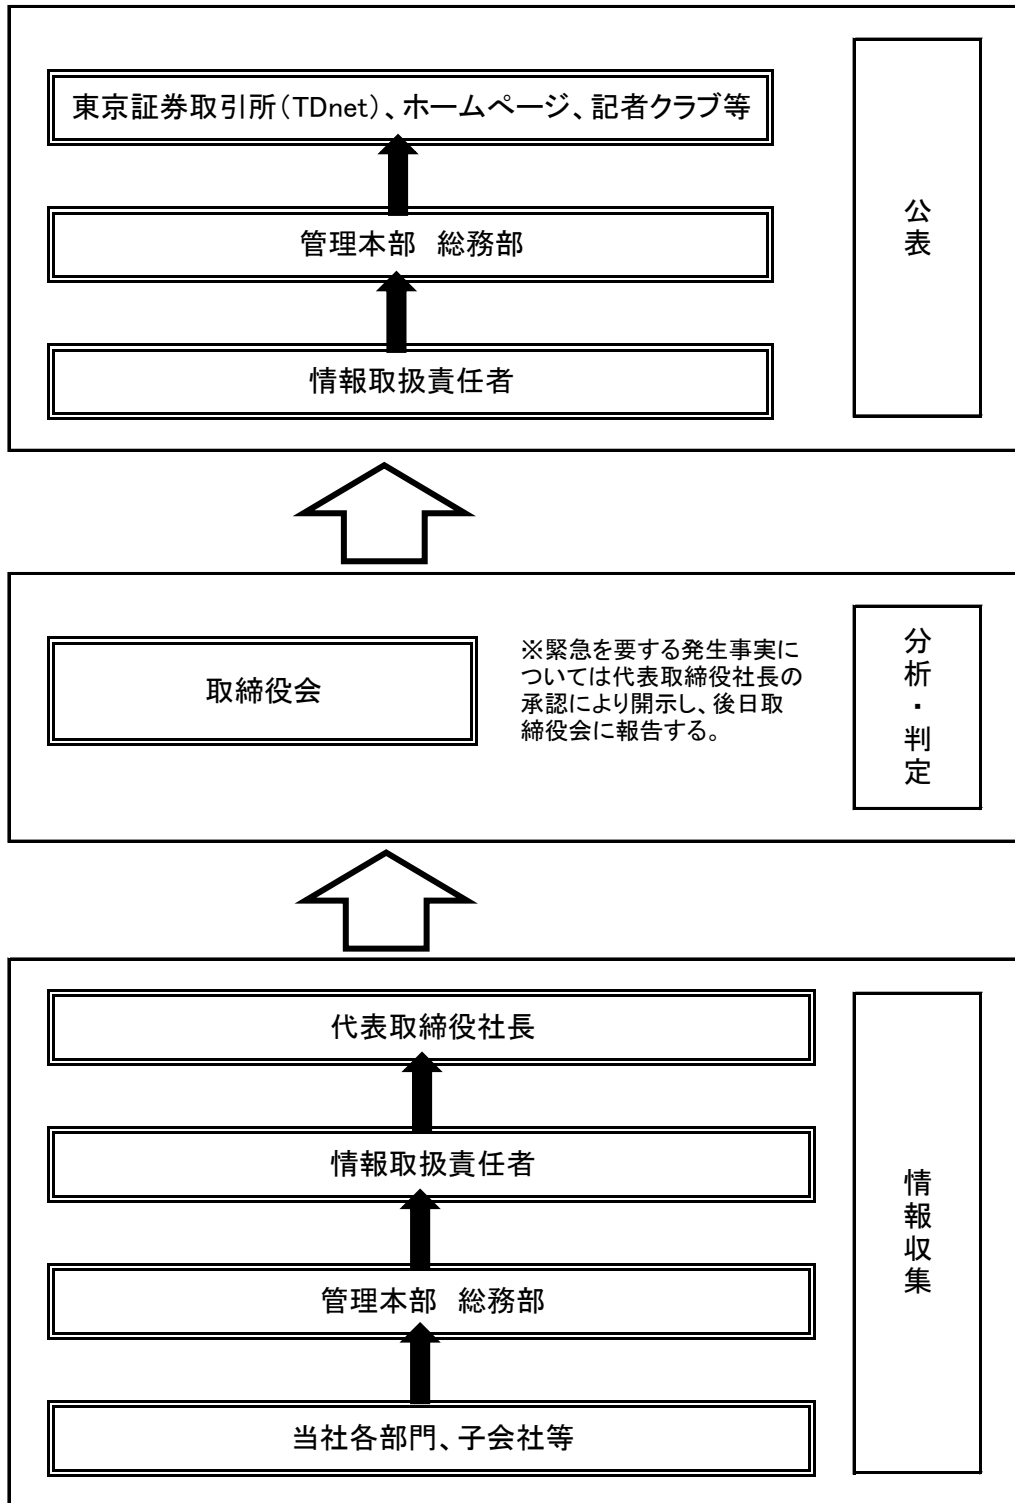 東京証券取引所(TDnet)、ホームページ、記者クラブ等
管理本部　総務部
情報取扱責任者
公表
取締役会
※緊急を要する発生事実に
ついては代表取締役社長の
承認により開示し、後日取
締役会に報告する。
分析・判定
代表取締役社長
情報取扱責任者
管理本部　総務部
当社各部門、子会社等
情報収集